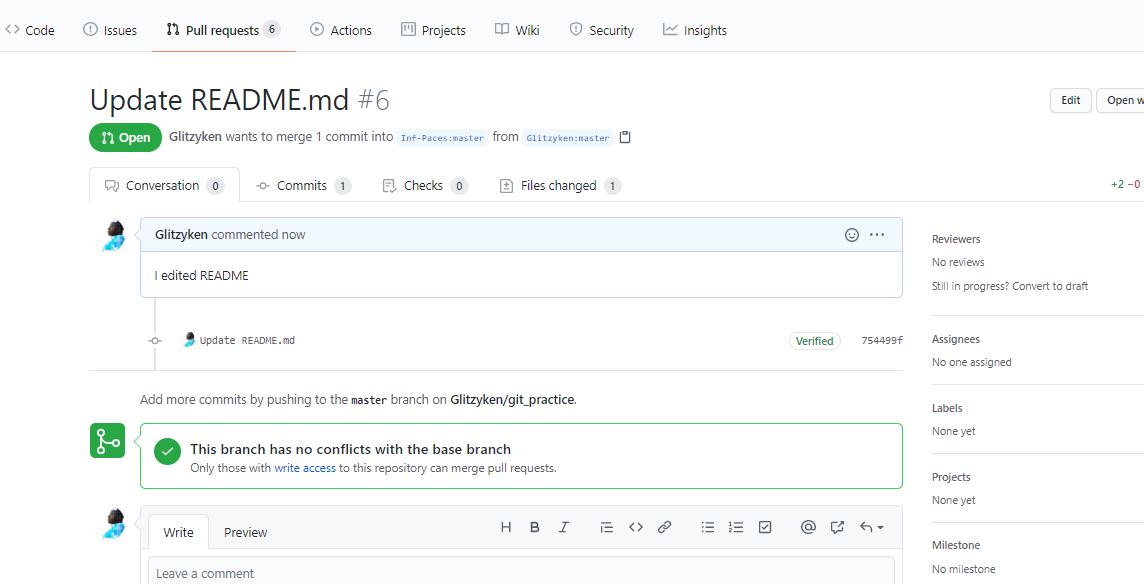 Code Issues Pull requests 6 Actions Projects Wiki Security Insights
Update README.md #6
Edit Open w
Open Glitzyken wants to merge 1 commit into Inf-Paces:master from Glitzyken:master
Conversation 0 Commits 1 Checks 0 Files changed 1 +2 −0
Glitzyken commented now
I edited README
Update README.md Verified 754499f
Add more commits by pushing to the master branch on Glitzyken/git_practice.
This branch has no conflicts with the base branch
Only those with write access to this repository can merge pull requests.
Write Preview H B I
Leave a comment
Reviewers
No reviews
Still in progress? Convert to draft
Assignees
No one assigned
Labels
None yet
Projects
None yet
Milestone
No milestone